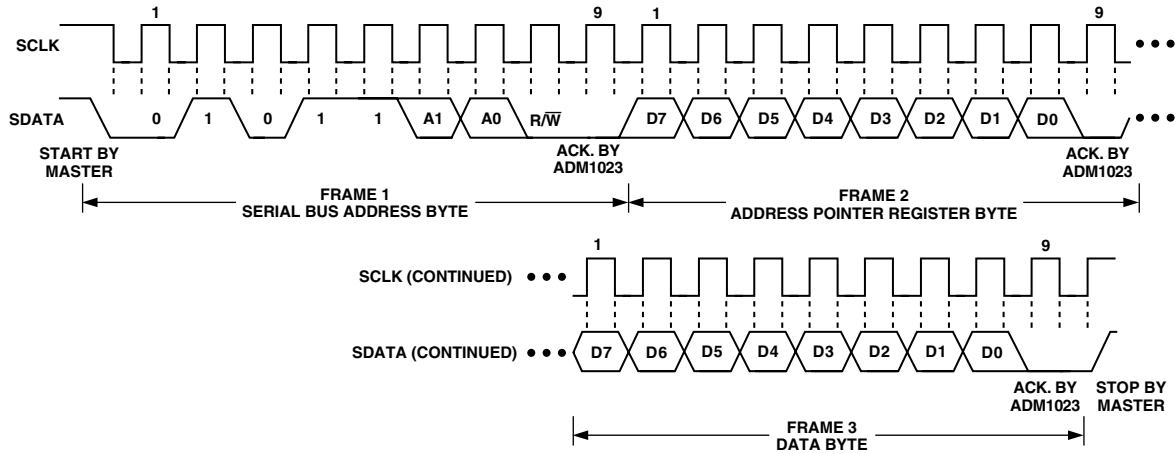 1 9 1 9
SCLK
SDATA 0 1 0 1 1 A1 A0 R/W̅ D7 D6 D5 D4 D3 D2 D1 D0
START BY
MASTER
ACK. BY
ADM1023
ACK. BY
ADM1023
FRAME 1
SERIAL BUS ADDRESS BYTE
FRAME 2
ADDRESS POINTER REGISTER BYTE
1 9
SCLK (CONTINUED)
SDATA (CONTINUED) D7 D6 D5 D4 D3 D2 D1 D0
ACK. BY
ADM1023
STOP BY
MASTER
FRAME 3
DATA BYTE